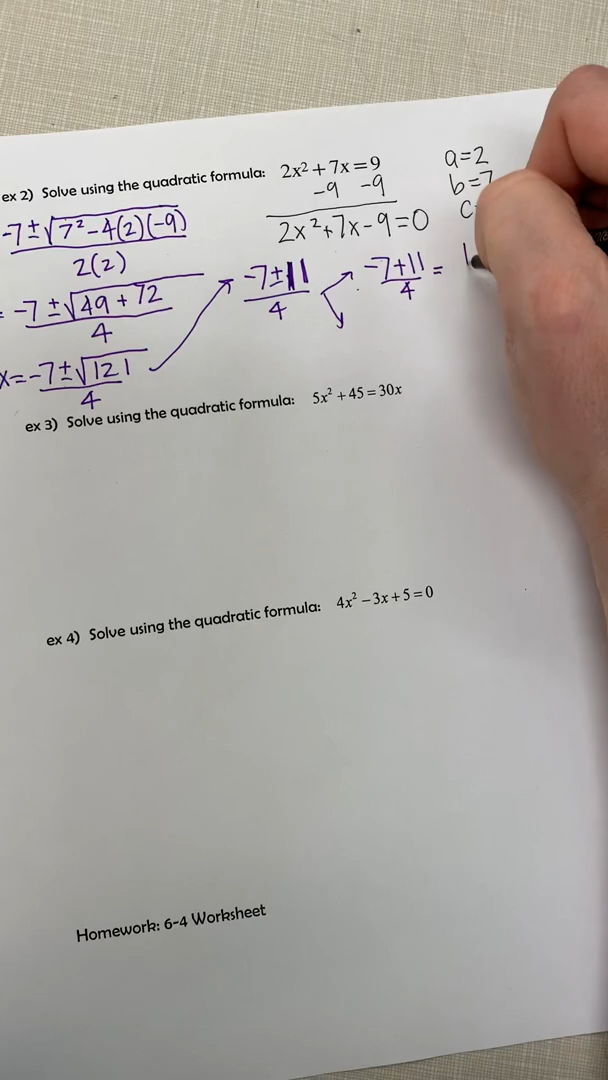 ex 2) Solve using the quadratic formula: 2x² + 7x = 9
-9 -9
2x²+7x-9=0
a=2
b=7
c
-7±√7²-4(2)(-9)
2(2)
= -7±√49+72
4
x=-7±√121
4
-7±11
4
-7+11 =
4
ex 3) Solve using the quadratic formula: 5x² + 45 = 30x
ex 4) Solve using the quadratic formula: 4x² – 3x + 5 = 0
Homework: 6-4 Worksheet